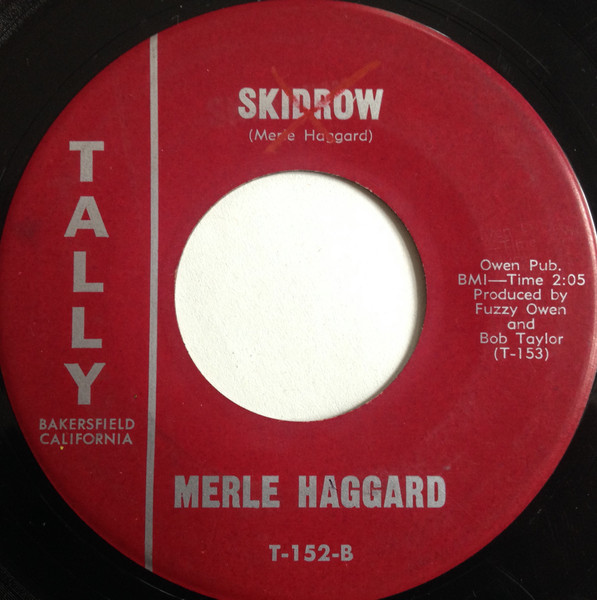 SKIDROW
(Merle Haggard)
TALLY
BAKERSFIELD
CALIFORNIA
Owen Pub.
BMI—Time 2:05
Produced by
Fuzzy Owen
and
Bob Taylor
(T-153)
MERLE HAGGARD
T-152-B